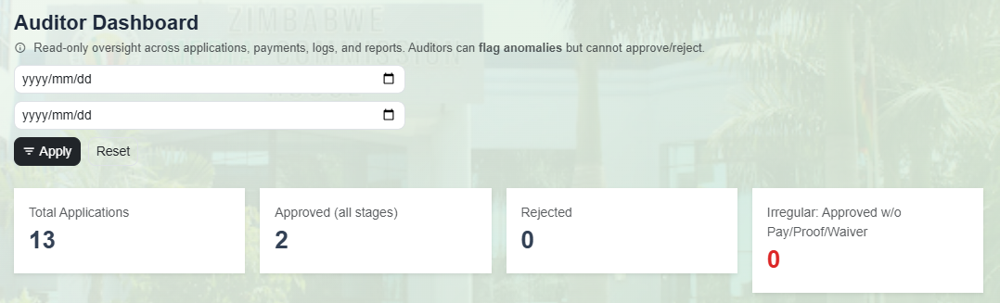 ZIMBABWE
Auditor Dashboard
Read-only oversight across applications, payments, logs, and reports. Auditors can flag anomalies but cannot approve/reject.
COMMISSION
yyyy/mm/dd
yyyy/mm/dd
Apply Reset
Total Applications
13
Approved (all stages)
2
Rejected
0
Irregular: Approved w/o
Pay/Proof/Waiver
0